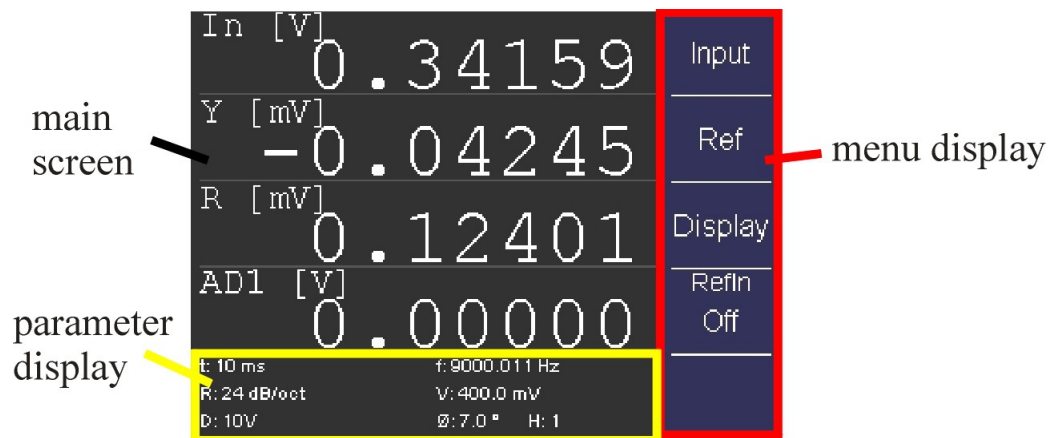 In [V]
0.34159
Y [mV]
-0.04245
R [mV]
0.12401
AD1 [V]
0.00000
t: 10 ms f: 9000.011 Hz
R: 24 dB/oct V: 400.0 mV
D: 10V Ø: 7.0 ° H: 1
Input
Ref
Display
RefIn
Off
main
screen
parameter
display
menu display